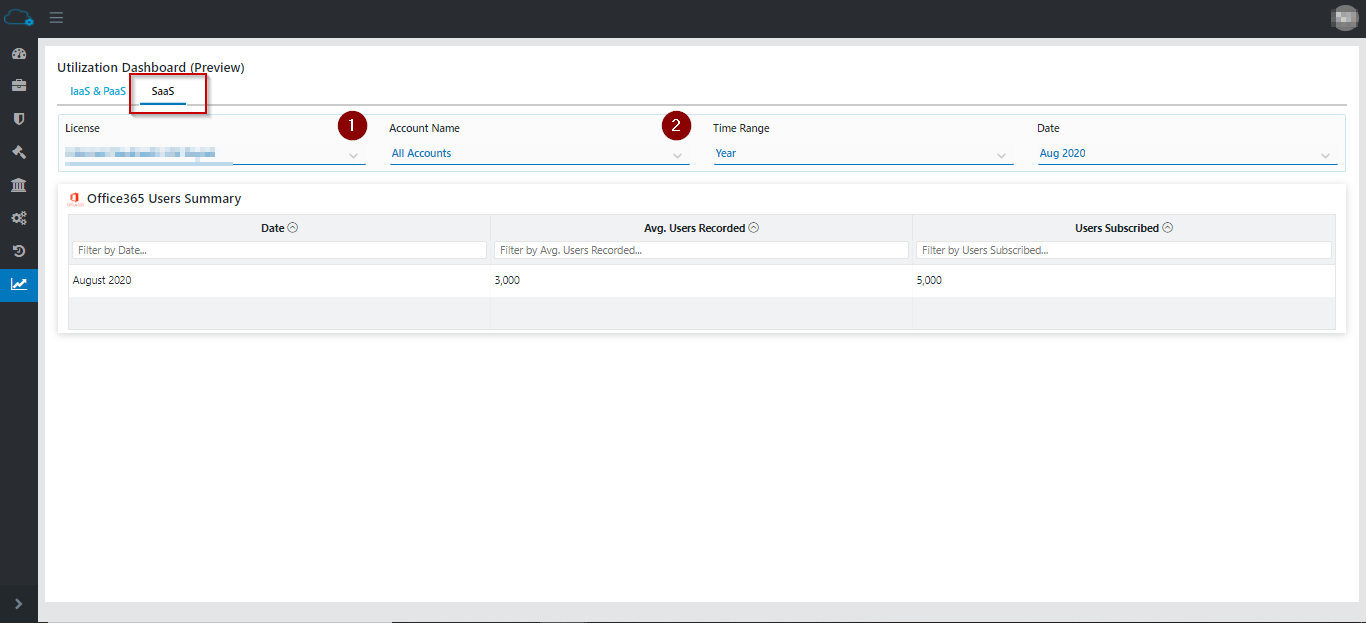 Utilization Dashboard (Preview)
IaaS & PaaS SaaS
License 1 Account Name 2 Time Range Date
All Accounts Year Aug 2020
Office365 Users Summary
Date Avg. Users Recorded Users Subscribed
Filter by Date... Filter by Avg. Users Recorded... Filter by Users Subscribed...
August 2020 3,000 5,000